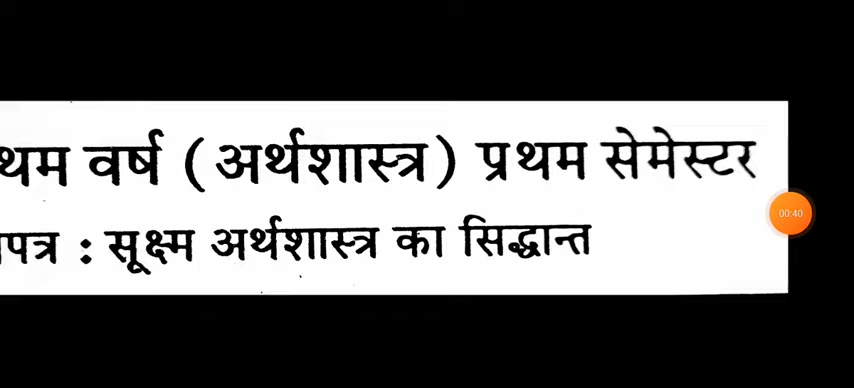 थम वर्ष (अर्थशास्त्र) प्रथम सेमेस्टर
पत्र : सूक्ष्म अर्थशास्त्र का सिद्धान्त
00:40